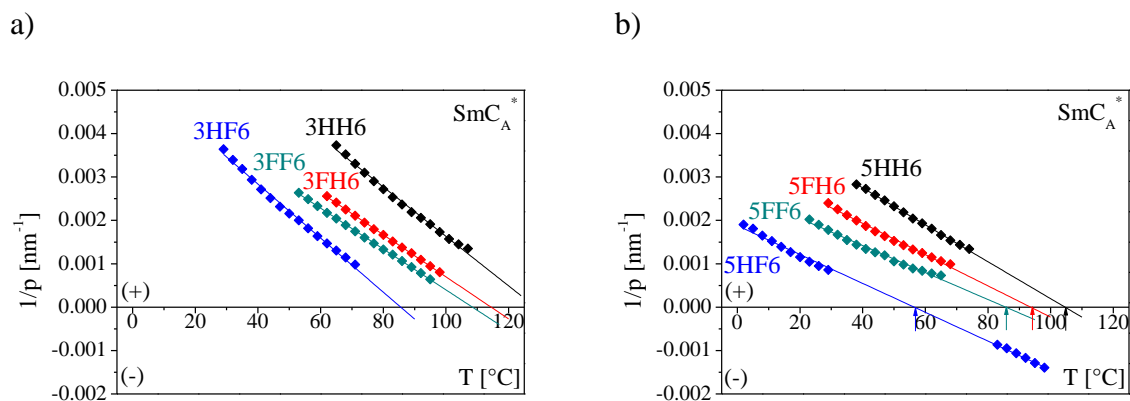 a)
0.005
0.004
0.003
0.002
0.001
0.000
-0.001
-0.002
1/p [nm⁻¹]
0 20 40 60 80 100 120
T [°C]
SmC_A*
3HF6
3FF6
3HH6
3FH6
(+)
(-)
b)
0.005
0.004
0.003
0.002
0.001
0.000
-0.001
-0.002
1/p [nm⁻¹]
0 20 40 60 80 100 120
T [°C]
SmC_A*
5HH6
5FH6
5FF6
5HF6
(+)
(-)